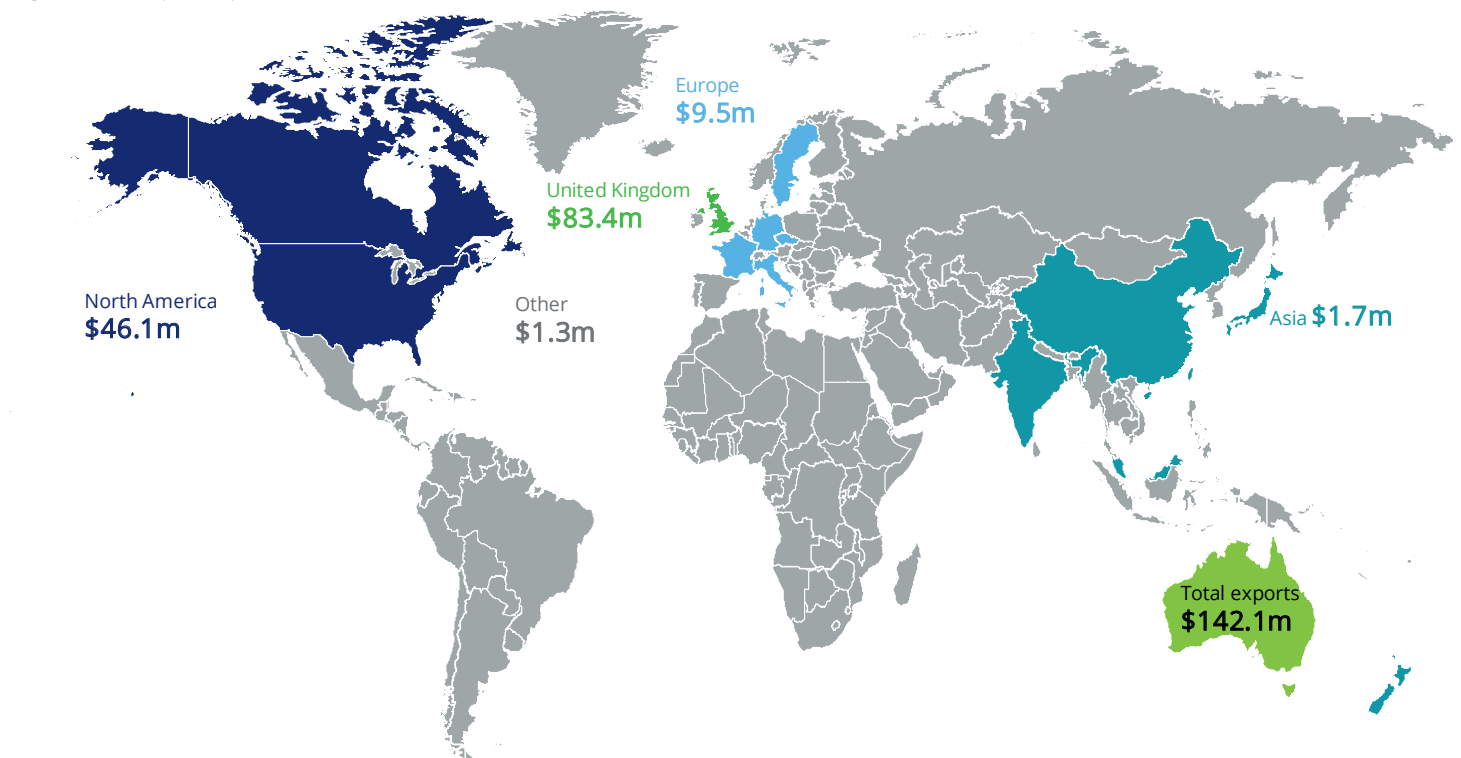 Europe
$9.5m
United Kingdom
$83.4m
North America
$46.1m
Other
$1.3m
Asia $1.7m
Total exports
$142.1m